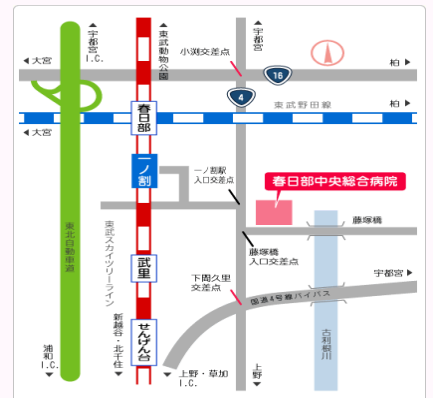 宇都宮
I.C.
東武動物公園
宇都宮
小渕交差点
大宮
16
柏
4
東武野田線
柏
大宮
春日部
一ノ割
一ノ割駅
入口交差点
春日部中央総合病院
東北自動車道
東武スカイツリーライン
藤塚橋
藤塚橋
入口交差点
武里
下間久里
交差点
宇都宮
国道4号線バイパス
せんげん台
新越谷・北千住
古利根川
浦和
I.C.
上野・草加
I.C.
上野